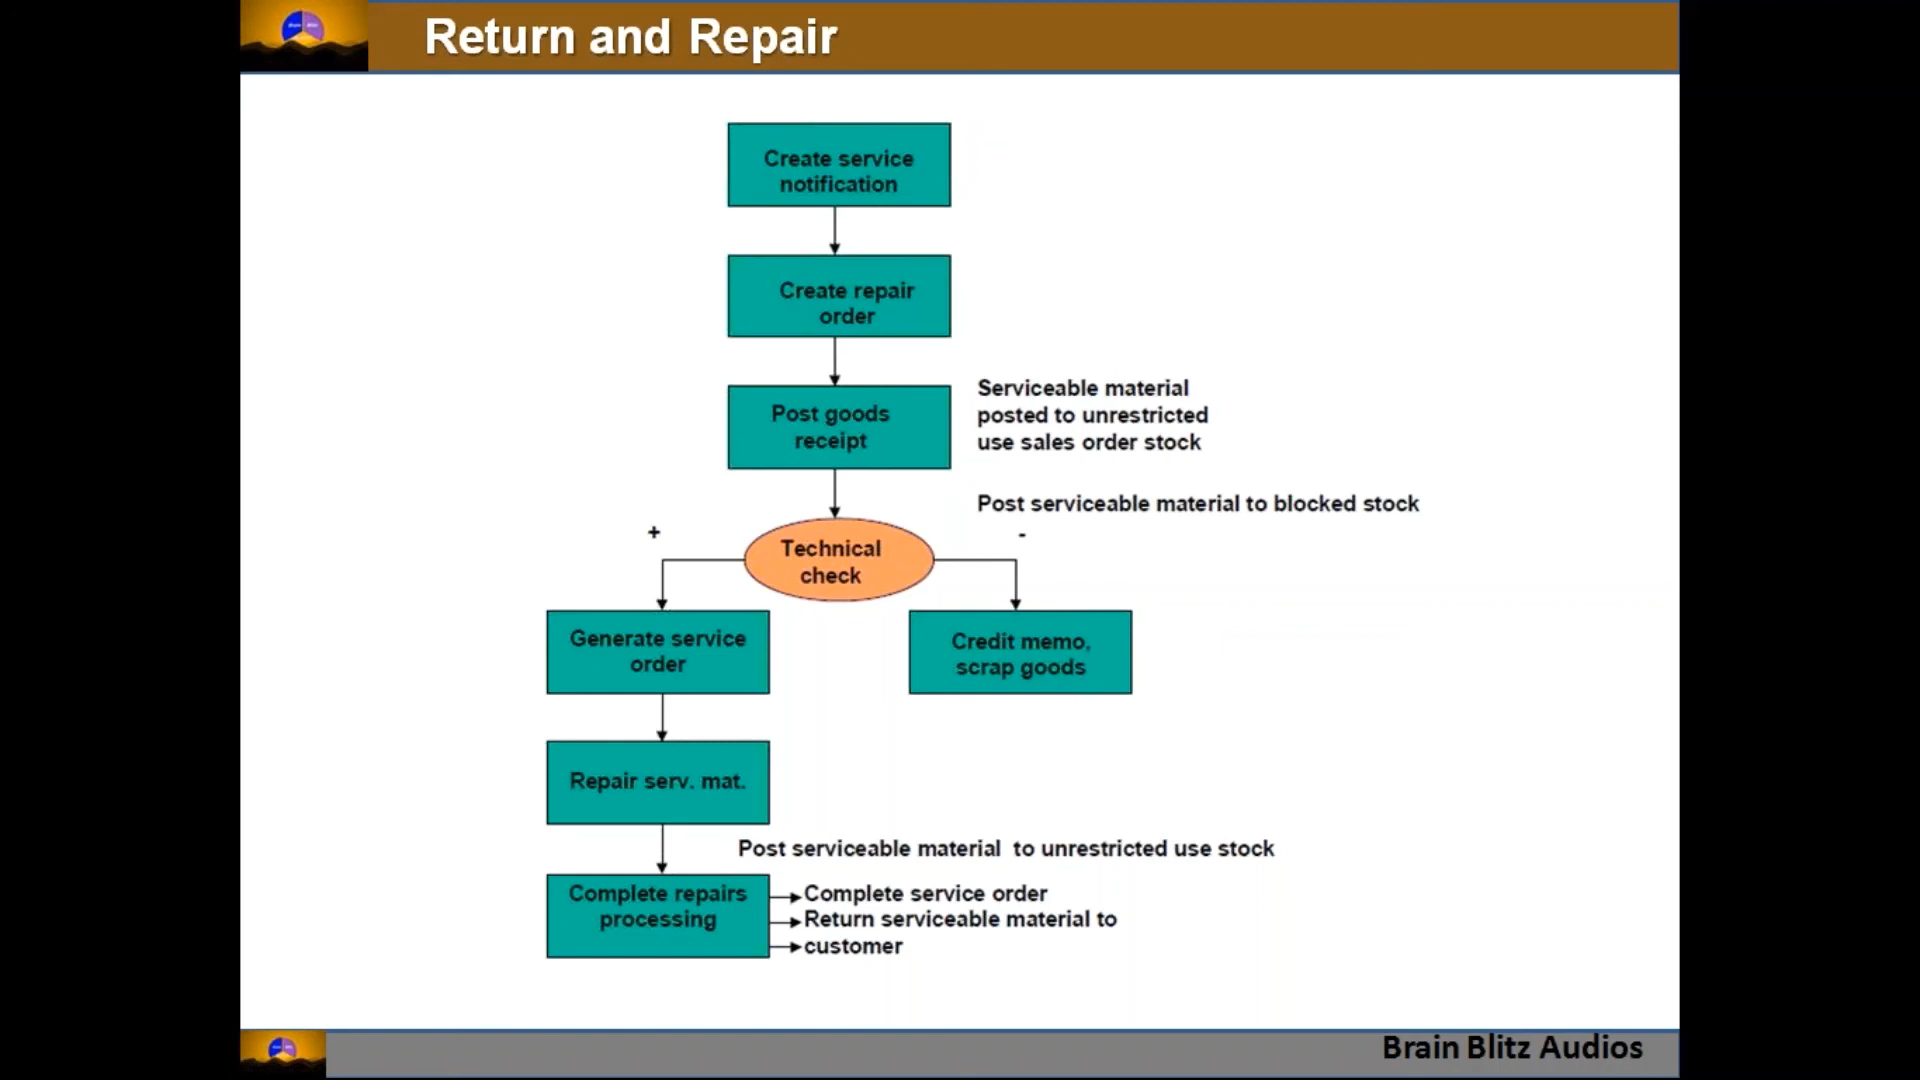 Return and Repair
Create service
notification
Create repair
order
Post goods
receipt
Serviceable material
posted to unrestricted
use sales order stock
Post serviceable material to blocked stock
+
-
Technical
check
Generate service
order
Credit memo,
scrap goods
Repair serv. mat.
Post serviceable material to unrestricted use stock
Complete repairs
processing
Complete service order
Return serviceable material to
customer
Brain Blitz Audios